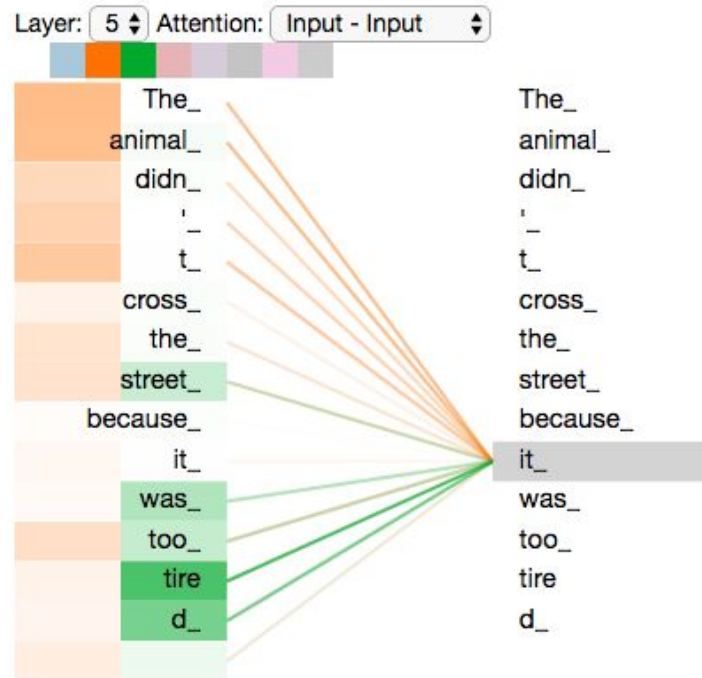 Layer: 5 Attention: Input - Input
The_ The_
animal_ animal_
didn_ didn_
'_ '_
t_ t_
cross_ cross_
the_ the_
street_ street_
because_ because_
it_ it_
was_ was_
too_ too_
tire tire
d_ d_